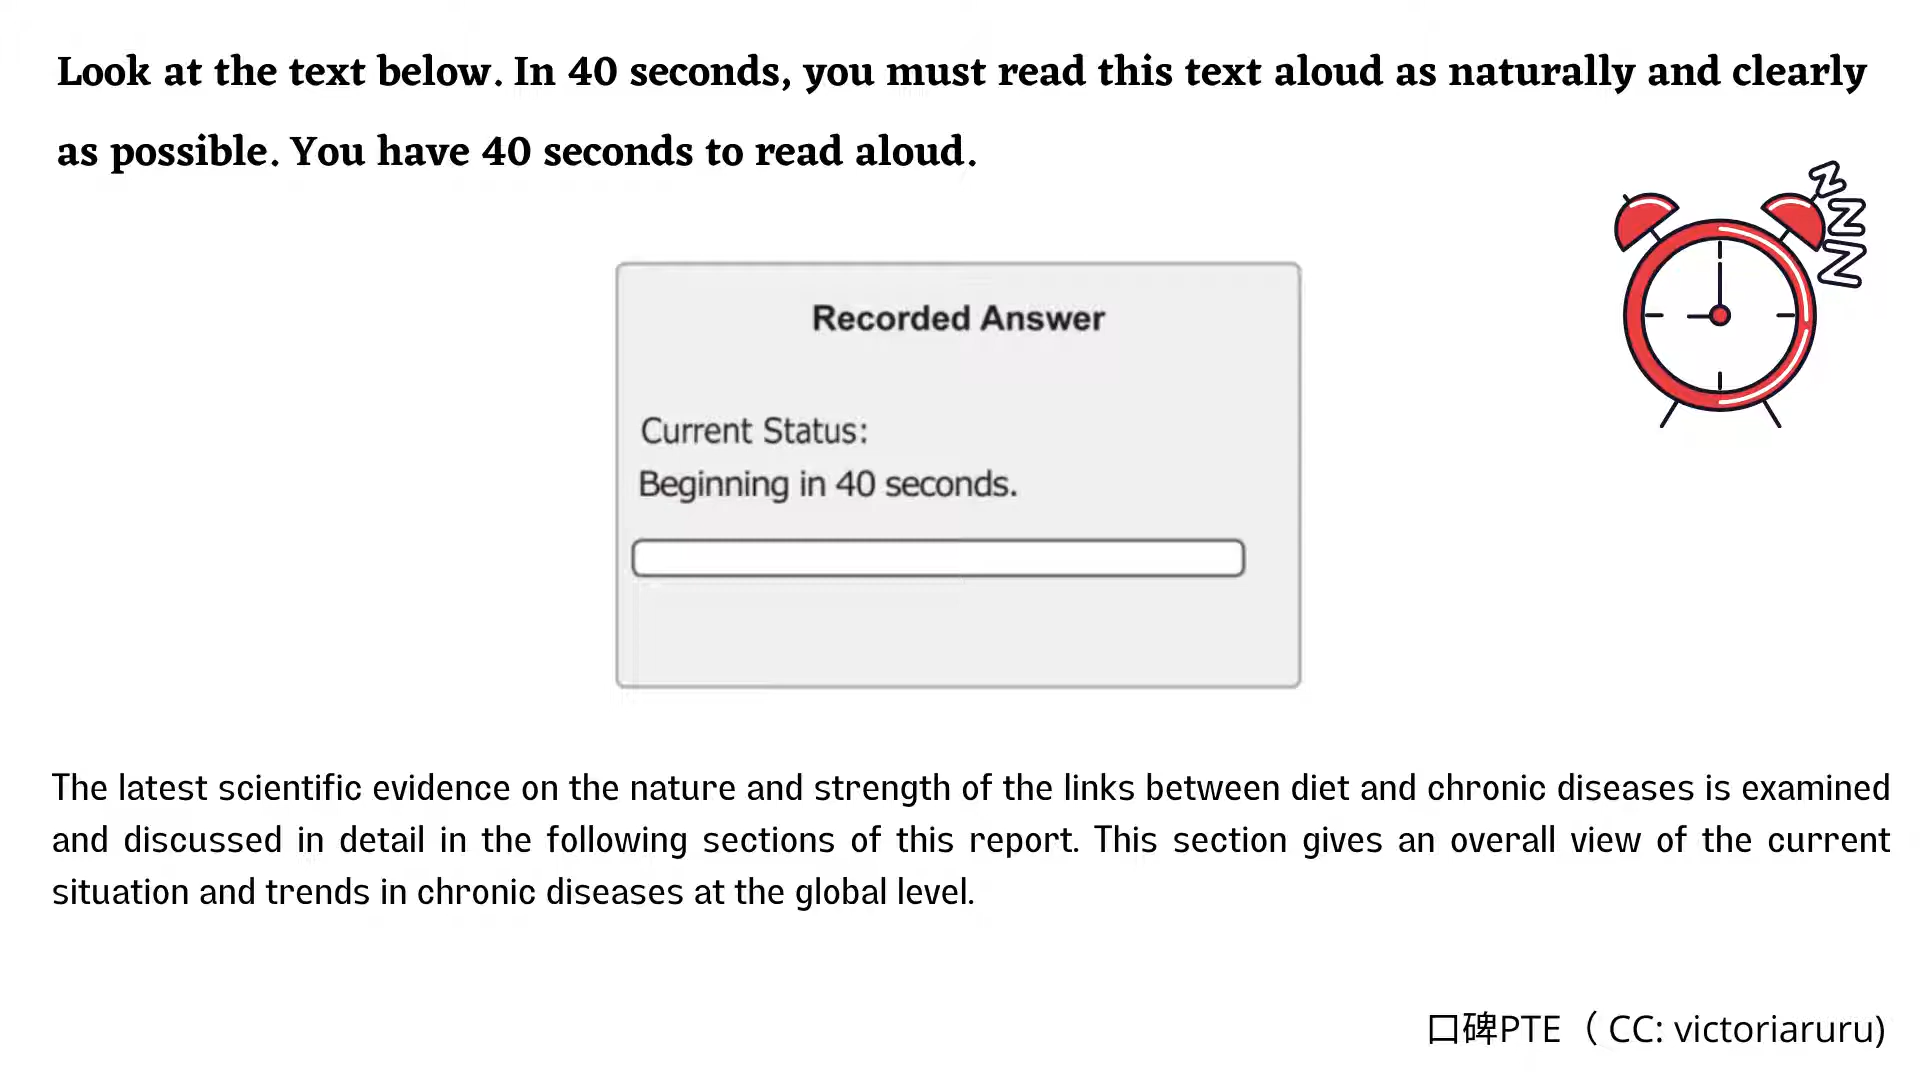 Look at the text below. In 40 seconds, you must read this text aloud as naturally and clearly
as possible. You have 40 seconds to read aloud.
Z
Z
Z
Recorded Answer
Current Status:
Beginning in 40 seconds.
The latest scientific evidence on the nature and strength of the links between diet and chronic diseases is examined
and discussed in detail in the following sections of this report. This section gives an overall view of the current
situation and trends in chronic diseases at the global level.
口碑PTE（ CC: victoriaruru)